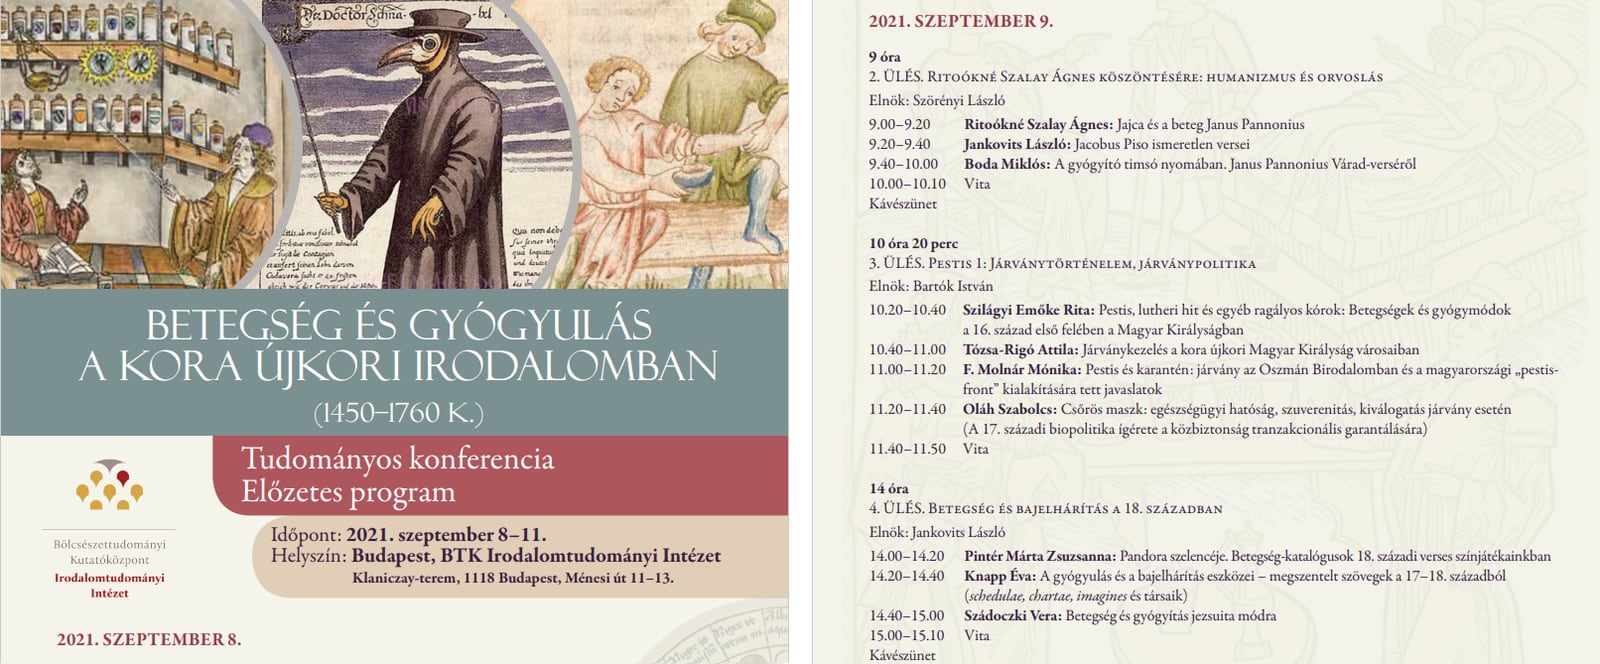 Doctor Schna
bel
BETEGSÉG ÉS GYÓGYULÁS
A KORA ÚJKORI IRODALOMBAN
(1450–1760 K.)
Tudományos konferencia
Előzetes program
Időpont: 2021. szeptember 8–11.
Helyszín: Budapest, BTK Irodalomtudományi Intézet
Klaniczay-terem, 1118 Budapest, Ménesi út 11–13.
Bölcsészettudományi
Kutatóközpont
Irodalomtudományi
Intézet
2021. SZEPTEMBER 8.
2021. SZEPTEMBER 9.
9 óra
2. ÜLÉS. RITOÓKNÉ SZALAY ÁGNES KÖSZÖNTÉSÉRE: HUMANIZMUS ÉS ORVOSLÁS
Elnök: Szörényi László
9.00–9.20 Ritoókné Szalay Ágnes: Jajca és a beteg Janus Pannonius
9.20–9.40 Jankovits László: Jacobus Piso ismeretlen versei
9.40–10.00 Boda Miklós: A gyógyító timsó nyomában. Janus Pannonius Várad-verséről
10.00–10.10 Vita
Kávészünet
10 óra 20 perc
3. ÜLÉS. PESTIS 1: JÁRVÁNYTÖRTÉNELEM, JÁRVÁNYPOLITIKA
Elnök: Bartók István
10.20–10.40 Szilágyi Emőke Rita: Pestis, lutheri hit és egyéb ragályos kórok: Betegségek és gyógymódok
a 16. század első felében a Magyar Királyságban
10.40–11.00 Tózsa-Rigó Attila: Járványkezelés a kora újkori Magyar Királyság városaiban
11.00–11.20 F. Molnár Mónika: Pestis és karantén: járvány az Oszmán Birodalomban és a magyarországi „pestis-
front” kialakítására tett javaslatok
11.20–11.40 Oláh Szabolcs: Csőrös maszk: egészségügyi hatóság, szuverenitás, kiválogatás járvány esetén
(A 17. századi biopolitika ígérete a közbiztonság tranzakcionális garantálására)
11.40–11.50 Vita
14 óra
4. ÜLÉS. BETEGSÉG ÉS BAJELHÁRÍTÁS A 18. SZÁZADBAN
Elnök: Jankovits László
14.00–14.20 Pintér Márta Zsuzsanna: Pandora szelencéje. Betegség-katalógusok 18. századi verses színjátékainkban
14.20–14.40 Knapp Éva: A gyógyulás és a bajelhárítás eszközei – megszentelt szövegek a 17–18. századból
(schedulae, chartae, imagines és társaik)
14.40–15.00 Szádoczki Vera: Betegség és gyógyítás jezsuita módra
15.00–15.10 Vita
Kávészünet